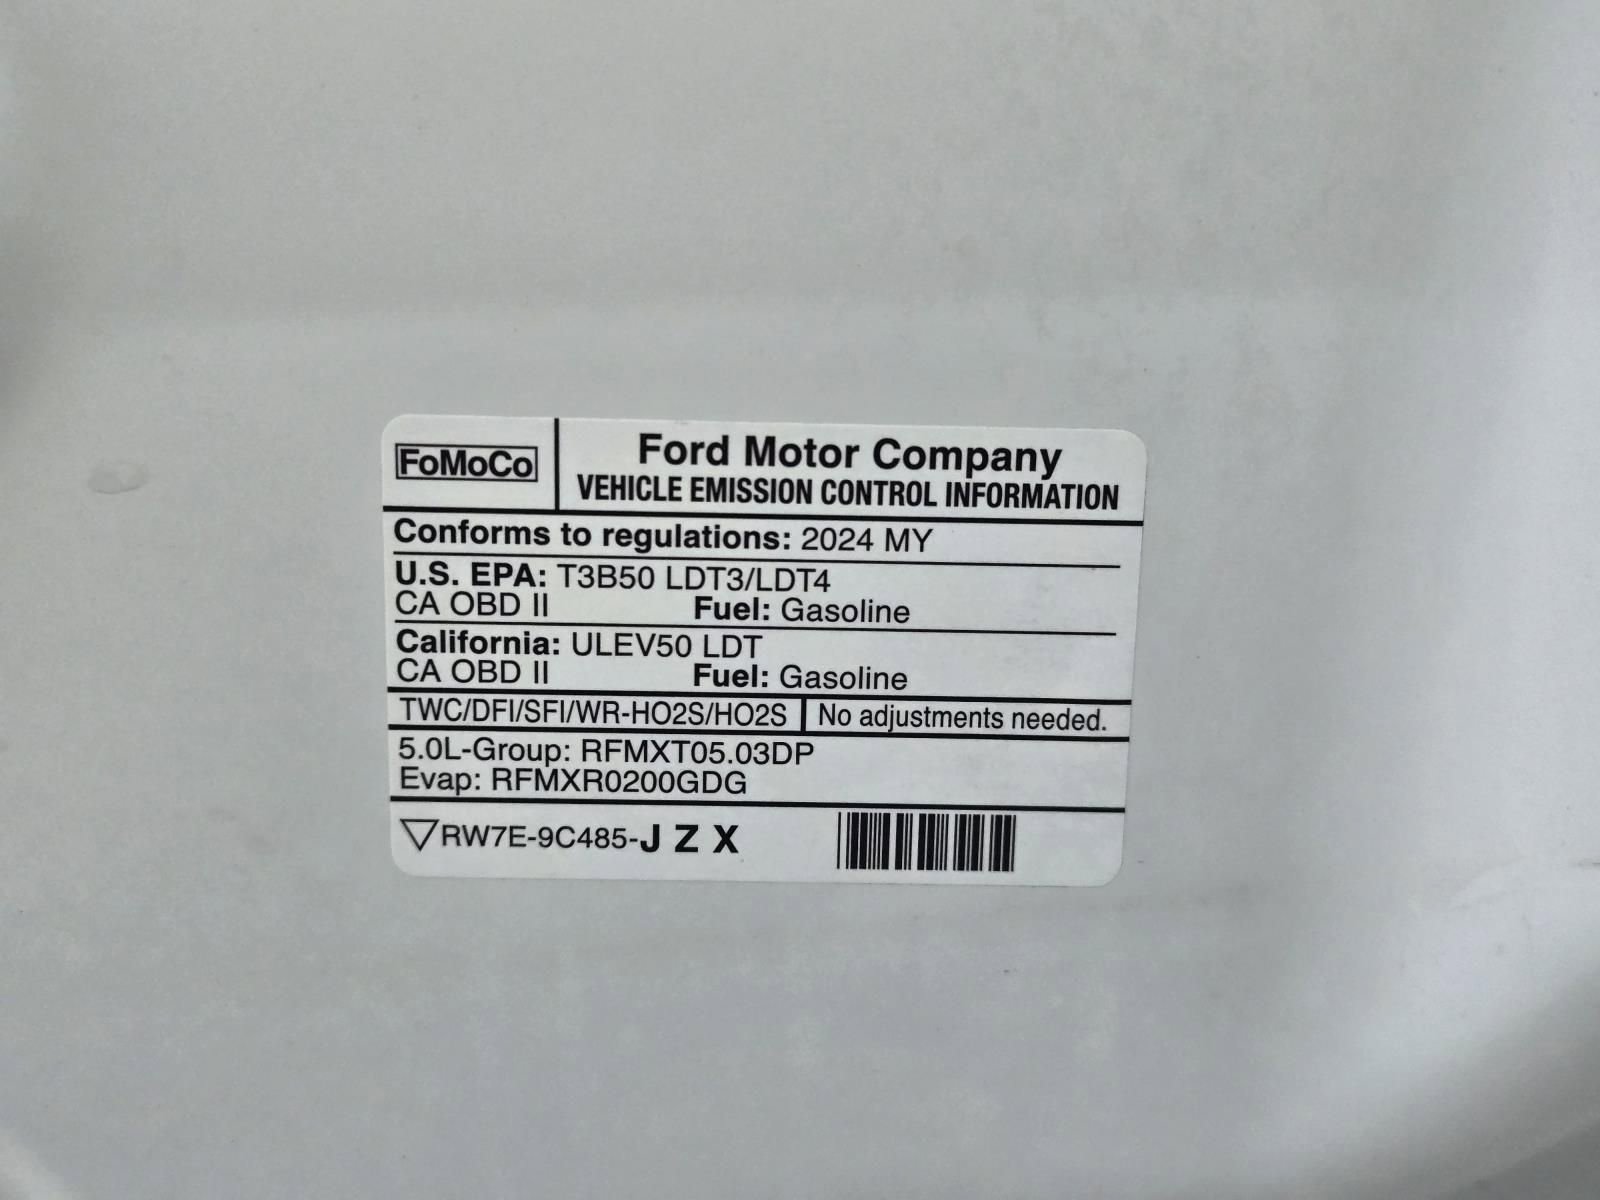 FoMoCo
Ford Motor Company
VEHICLE EMISSION CONTROL INFORMATION
Conforms to regulations: 2024 MY
U.S. EPA: T3B50 LDT3/LDT4
CA OBD II Fuel: Gasoline
California: ULEV50 LDT
CA OBD II Fuel: Gasoline
TWC/DFI/SFI/WR-HO2S/HO2S No adjustments needed.
5.0L-Group: RFMXT05.03DP
Evap: RFMXR0200GDG
▽RW7E-9C485-J Z X